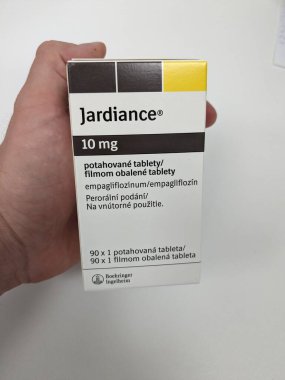 Jardiance®
10 mg
potahované tablety/
filmom obalené tablety
empagliflozinum/empagliflozín
Perorální podání/
Na vnútorné použitie.
90 x 1 potahovaná tableta/
90 x 1 filmom obalená tableta
Boehringer
Ingelheim